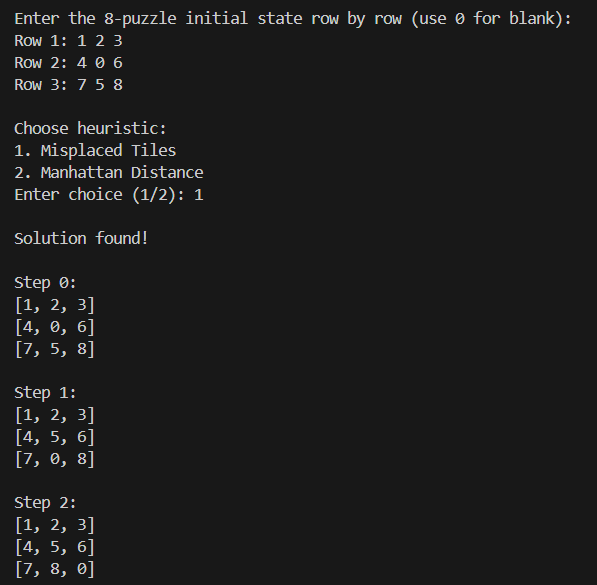 Enter the 8-puzzle initial state row by row (use 0 for blank):
Row 1: 1 2 3
Row 2: 4 0 6
Row 3: 7 5 8
Choose heuristic:
1. Misplaced Tiles
2. Manhattan Distance
Enter choice (1/2): 1
Solution found!
Step 0:
[1, 2, 3]
[4, 0, 6]
[7, 5, 8]
Step 1:
[1, 2, 3]
[4, 5, 6]
[7, 0, 8]
Step 2:
[1, 2, 3]
[4, 5, 6]
[7, 8, 0]